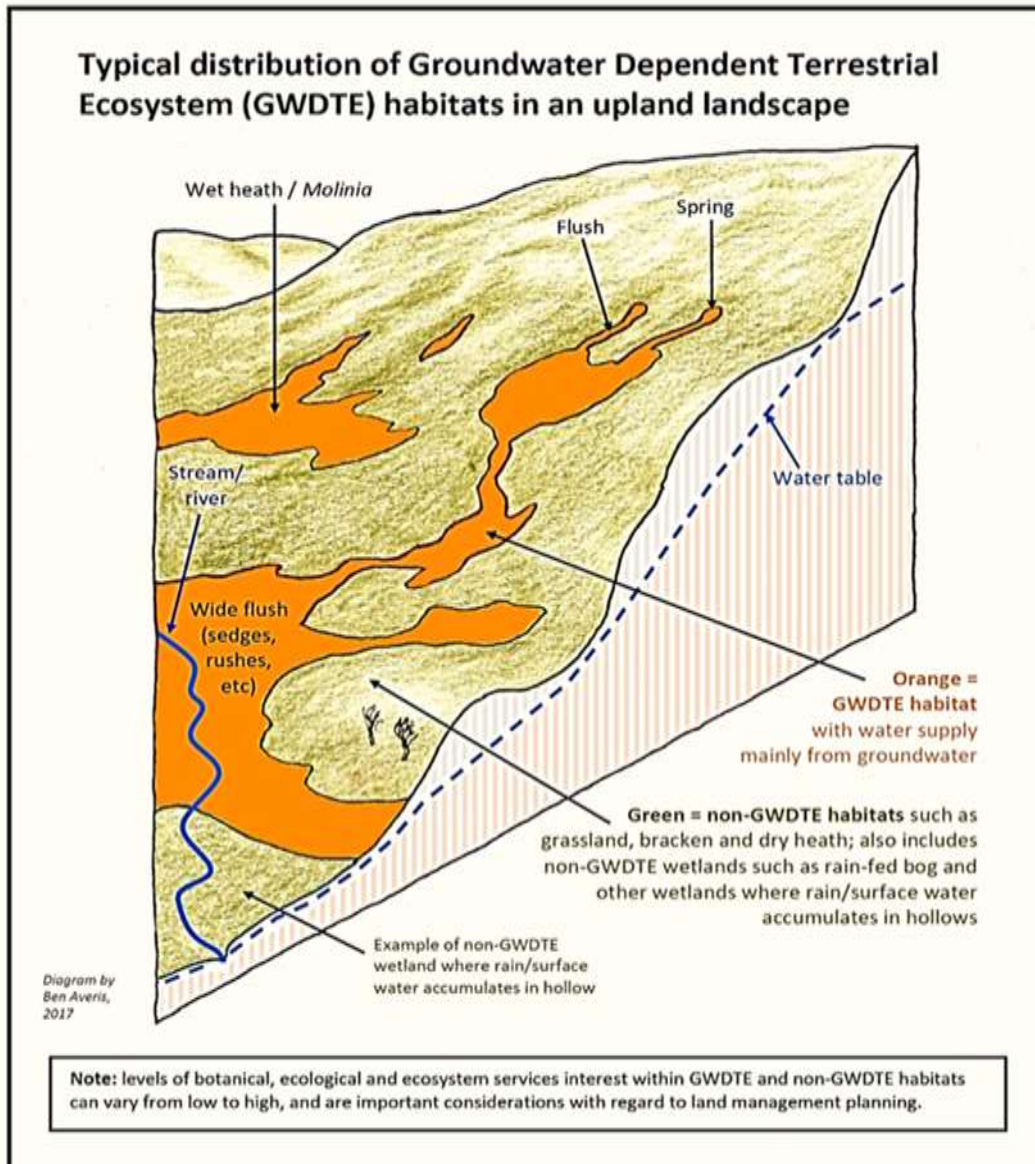 Typical distribution of Groundwater Dependent Terrestrial
Ecosystem (GWDTE) habitats in an upland landscape
Wet heath / Molinia
Flush
Spring
Stream/
river
Water table
Wide flush
(sedges,
rushes,
etc)
Orange =
GWDTE habitat
with water supply
mainly from groundwater
Green = non-GWDTE habitats such as
grassland, bracken and dry heath; also includes
non-GWDTE wetlands such as rain-fed bog and
other wetlands where rain/surface water
accumulates in hollows
Example of non-GWDTE
wetland where rain/surface
water accumulates in hollow
Diagram by
Ben Averis,
2017
Note: levels of botanical, ecological and ecosystem services interest within GWDTE and non-GWDTE habitats
can vary from low to high, and are important considerations with regard to land management planning.